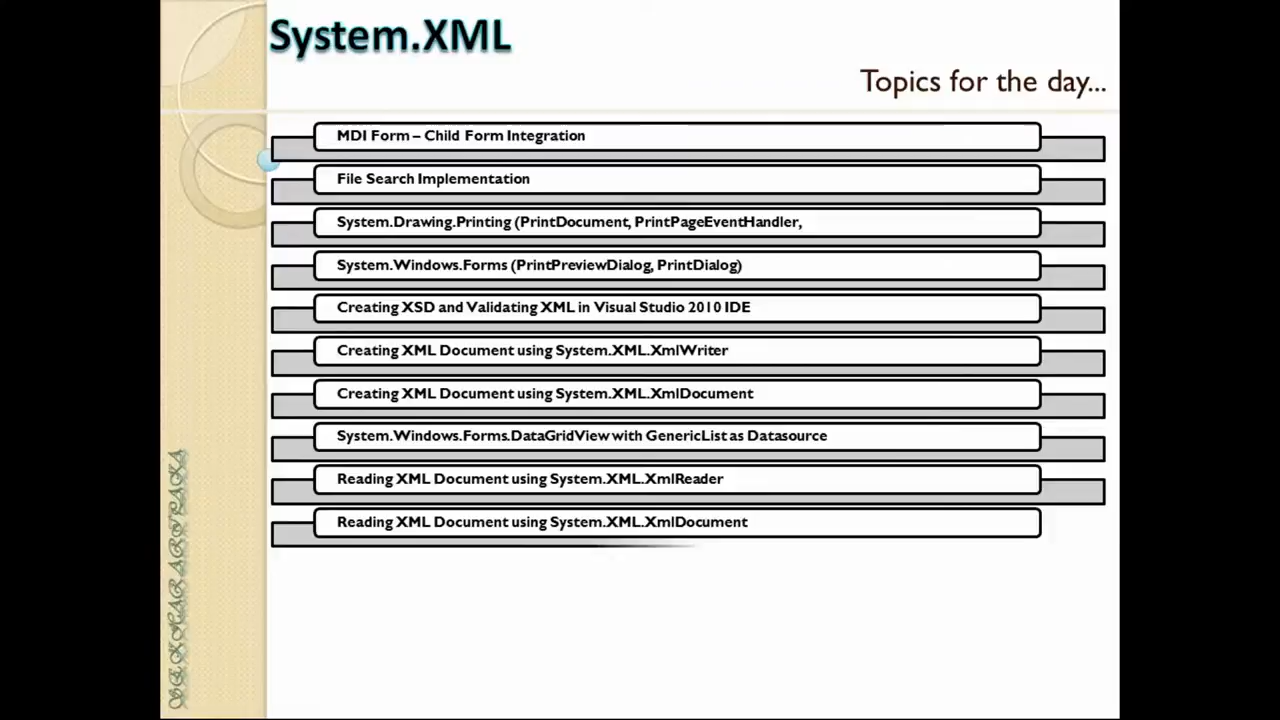 System.XML
Topics for the day...
MDI Form – Child Form Integration
File Search Implementation
System.Drawing.Printing (PrintDocument, PrintPageEventHandler,
System.Windows.Forms (PrintPreviewDialog, PrintDialog)
Creating XSD and Validating XML in Visual Studio 2010 IDE
Creating XML Document using System.XML.XmlWriter
Creating XML Document using System.XML.XmlDocument
System.Windows.Forms.DataGridView with GenericList as Datasource
Reading XML Document using System.XML.XmlReader
Reading XML Document using System.XML.XmlDocument